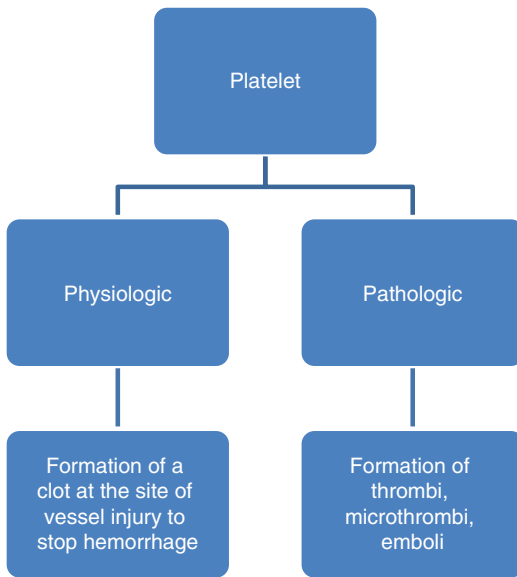 Platelet
Physiologic
Pathologic
Formation of a
clot at the site of
vessel injury to
stop hemorrhage
Formation of
thrombi,
microthrombi,
emboli